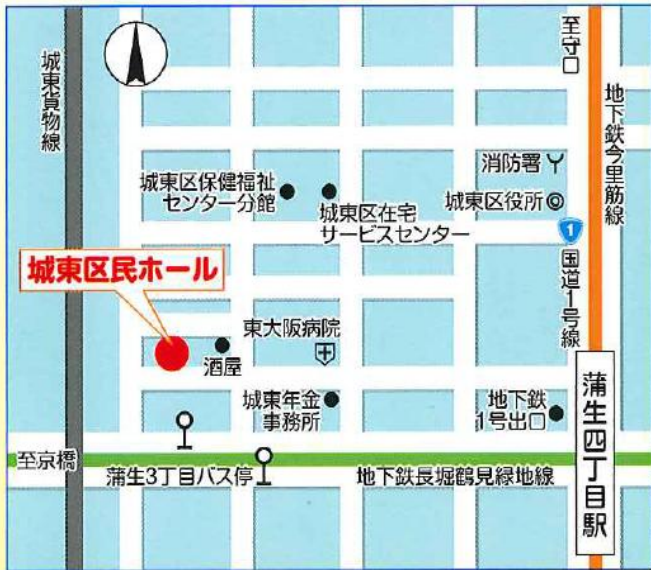 城東貨物線
至守口
地下鉄今里筋線
消防署
城東区保健福祉
センター分館
城東区在宅
サービスセンター
城東区役所
1
国道1号線
城東区民ホール
酒屋
東大阪病院
城東年金
事務所
地下鉄
1号出口
蒲生四丁目駅
至京橋
蒲生3丁目バス停
地下鉄長堀鶴見緑地線